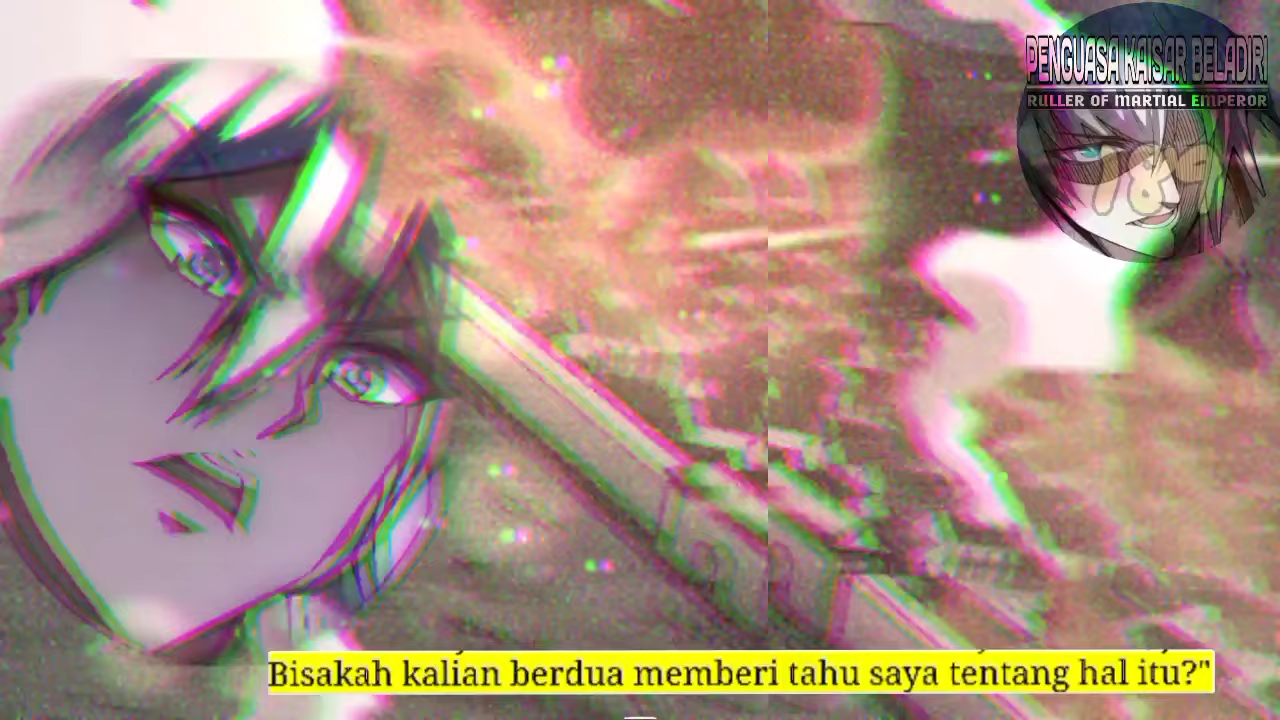 PENGUASA KAISAR BELADIRI
RULLER OF MARTIAL EMPEROR
Bisakah kalian berdua memberi tahu saya tentang hal itu?"